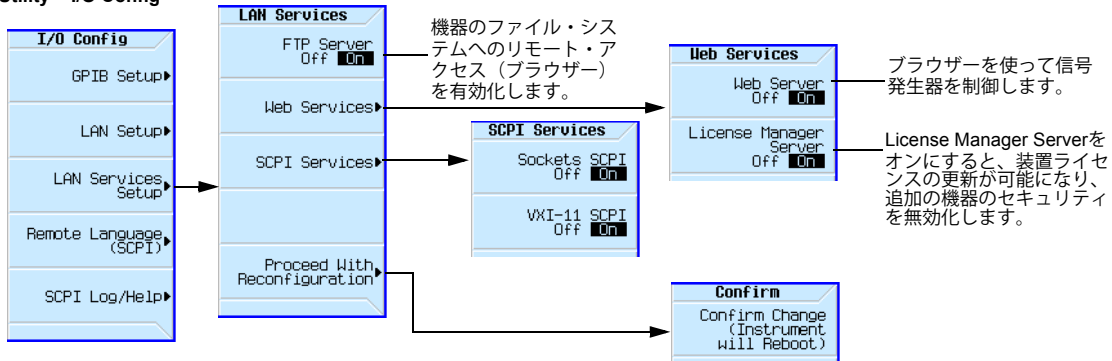 I/O Config
GPIB Setup
LAN Setup
LAN Services
Setup
Remote Language
(SCPI)
SCPI Log/Help
LAN Services
FTP Server
Off On
Web Services
SCPI Services
Proceed With
Reconfiguration
機器のファイル・シス
テムへのリモート・ア
クセス（ブラウザー）
を有効化します。
SCPI Services
Sockets SCPI
Off On
VXI-11 SCPI
Off On
Web Services
Web Server
Off On
License Manager
Server
Off On
ブラウザーを使って信号
発生器を制御します。
License Manager Serverを
オンにすると、装置ライセ
ンスの更新が可能になり、
追加の機器のセキュリティ
を無効化します。
Confirm
Confirm Change
(Instrument
will Reboot)